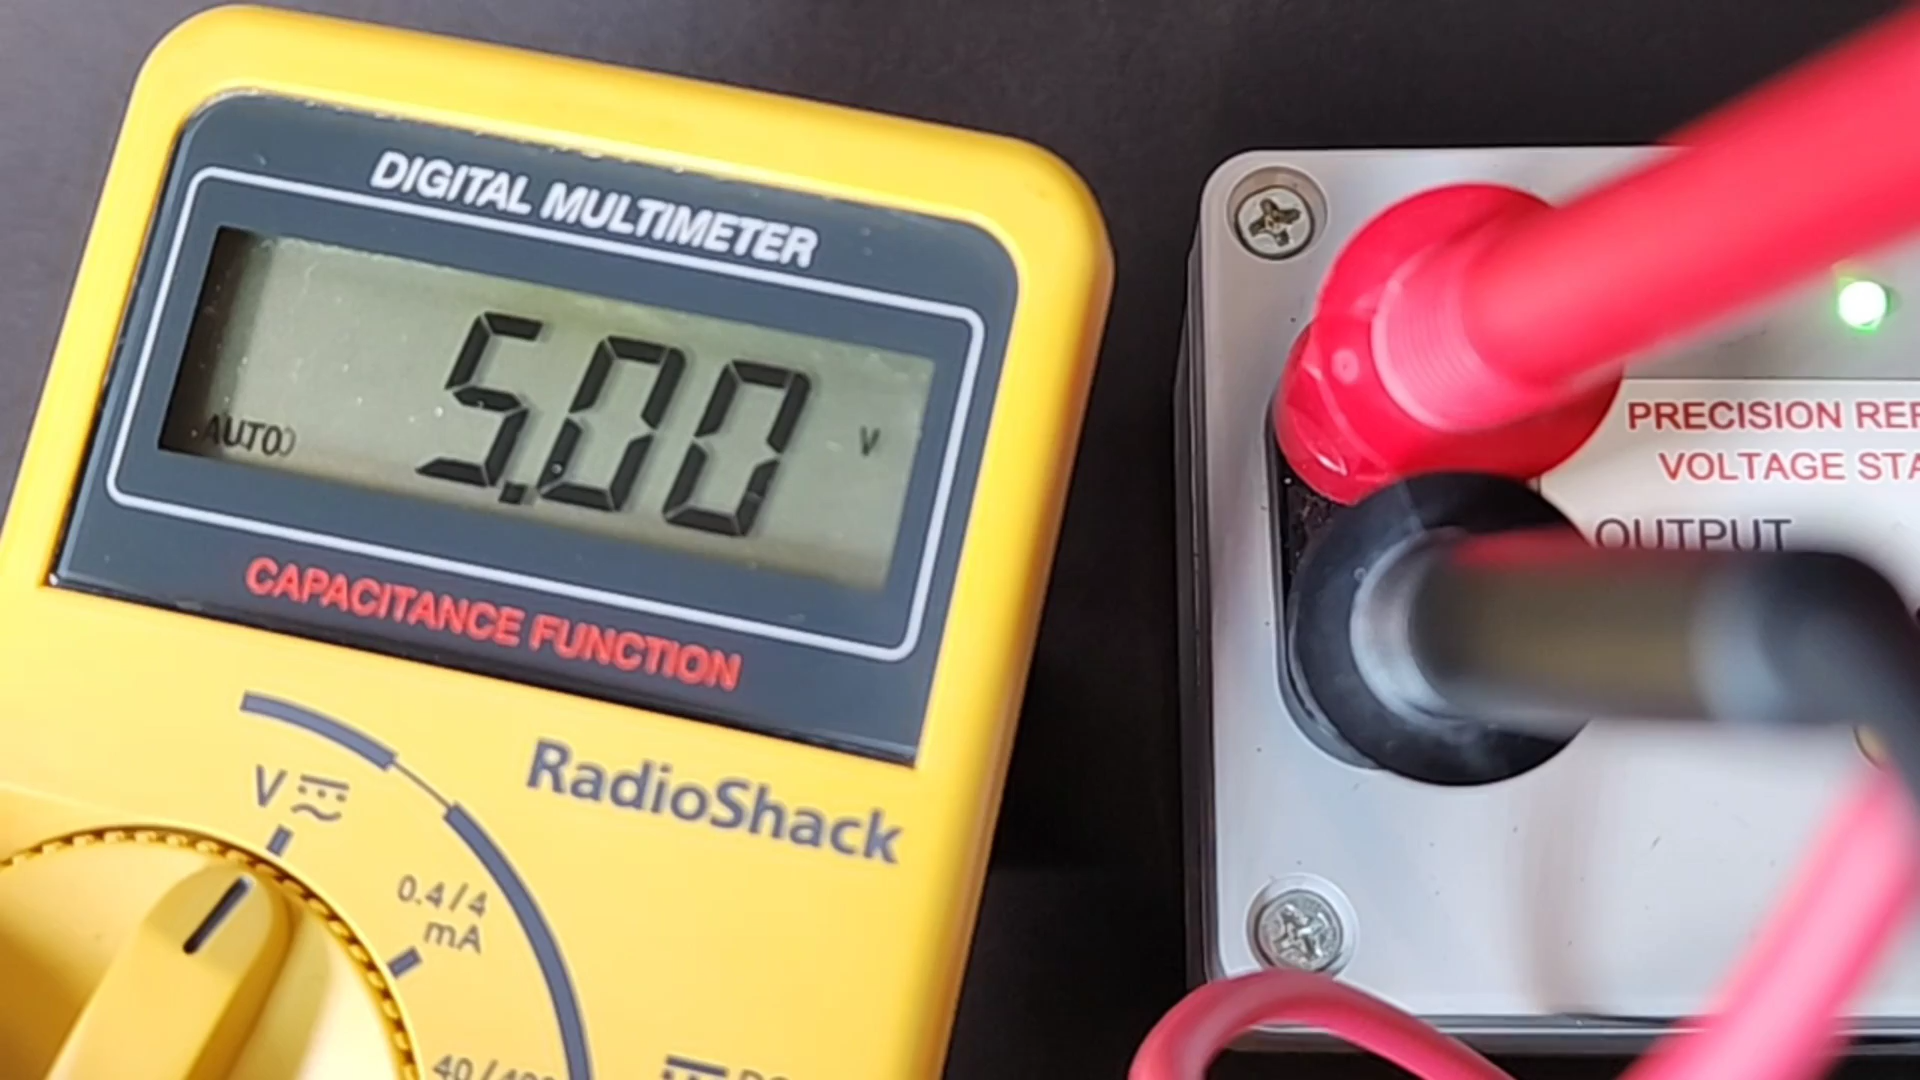 DIGITAL MULTIMETER
AUTO
5.00 V
CAPACITANCE FUNCTION
RadioShack
V
0.4/4
mA
PRECISION REF
VOLTAGE STA
OUTPUT